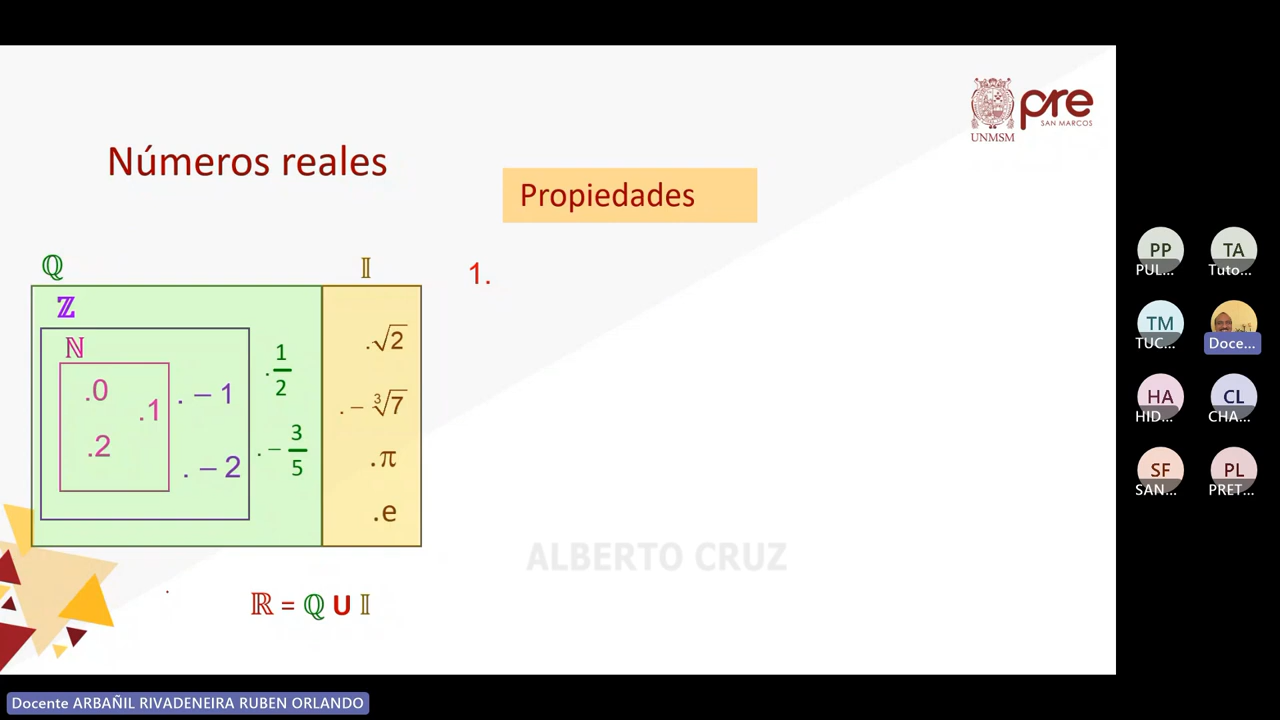 UNMSM
pre
SAN MARCOS
Números reales
Propiedades
1.
ℚ
𝕀
ℤ
ℕ
.0
.1
.2
. – 1
. – 2
. 1/2
. – 3/5
.√2
. – ∛7
.π
.e
ℝ = ℚ U 𝕀
ALBERTO CRUZ
PP
PUL...
TA
Tuto...
TM
TUC...
Doce...
HA
HID...
CL
CHA...
SF
SAN...
PL
PRET...
Docente ARBAÑIL RIVADENEIRA RUBEN ORLANDO